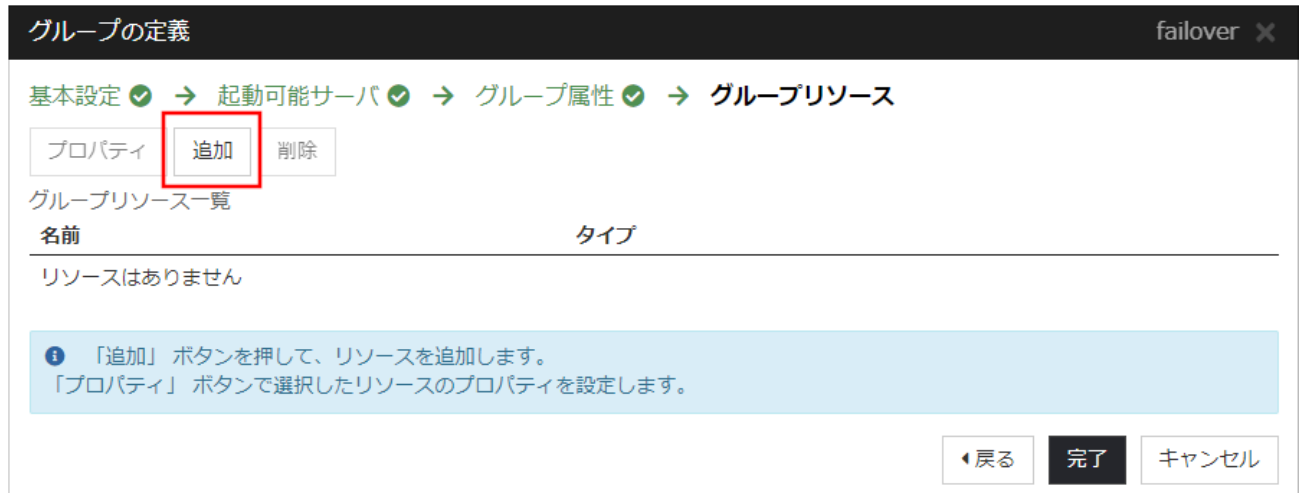 グループの定義 failover ×
基本設定 → 起動可能サーバ → グループ属性 → グループリソース
プロパティ 追加 削除
グループリソース一覧
名前 タイプ
リソースはありません
「追加」 ボタンを押して、リソースを追加します。
「プロパティ」 ボタンで選択したリソースのプロパティを設定します。
戻る 完了 キャンセル